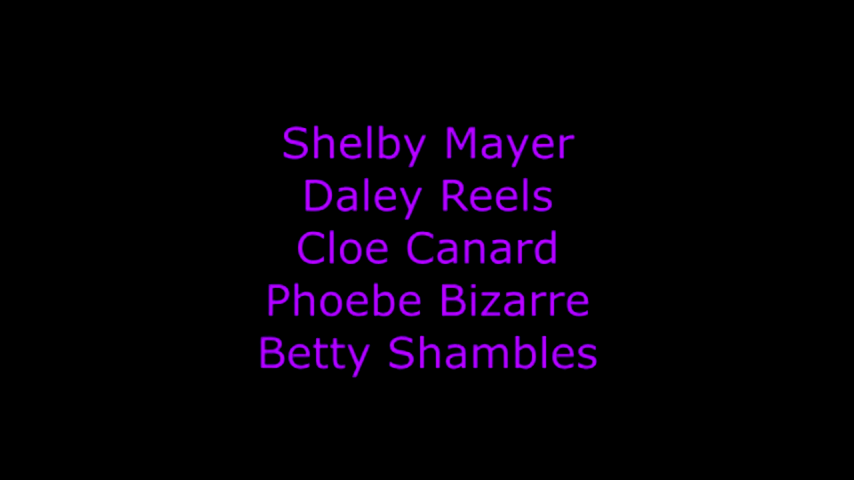 Shelby Mayer
Daley Reels
Cloe Canard
Phoebe Bizarre
Betty Shambles